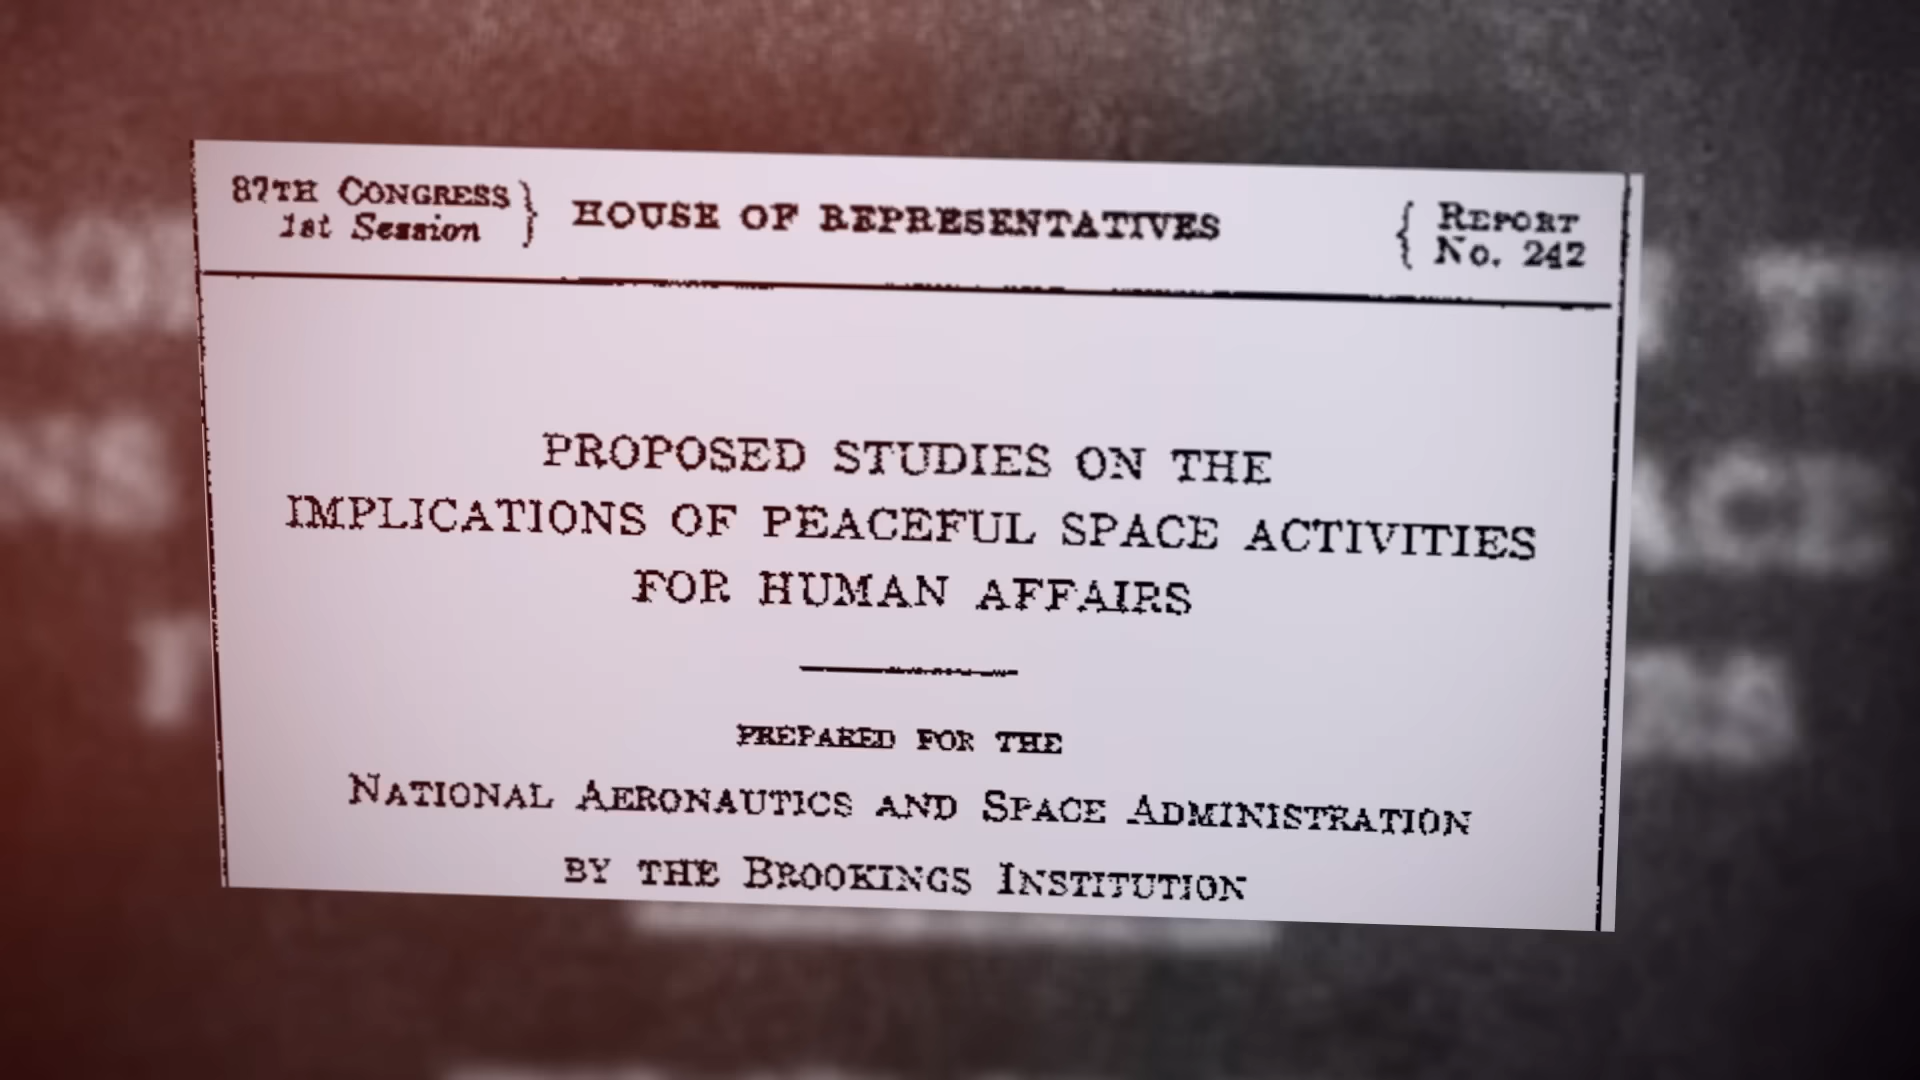 87TH CONGRESS
1st Session
HOUSE OF REPRESENTATIVES
REPORT
No. 242
PROPOSED STUDIES ON THE
IMPLICATIONS OF PEACEFUL SPACE ACTIVITIES
FOR HUMAN AFFAIRS
PREPARED FOR THE
NATIONAL AERONAUTICS AND SPACE ADMINISTRATION
BY THE BROOKINGS INSTITUTION